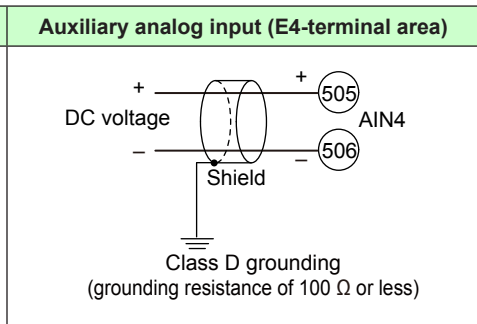 Auxiliary analog input (E4-terminal area)
+ + 505
DC voltage AIN4
– – 506
Shield
Class D grounding
(grounding resistance of 100 Ω or less)